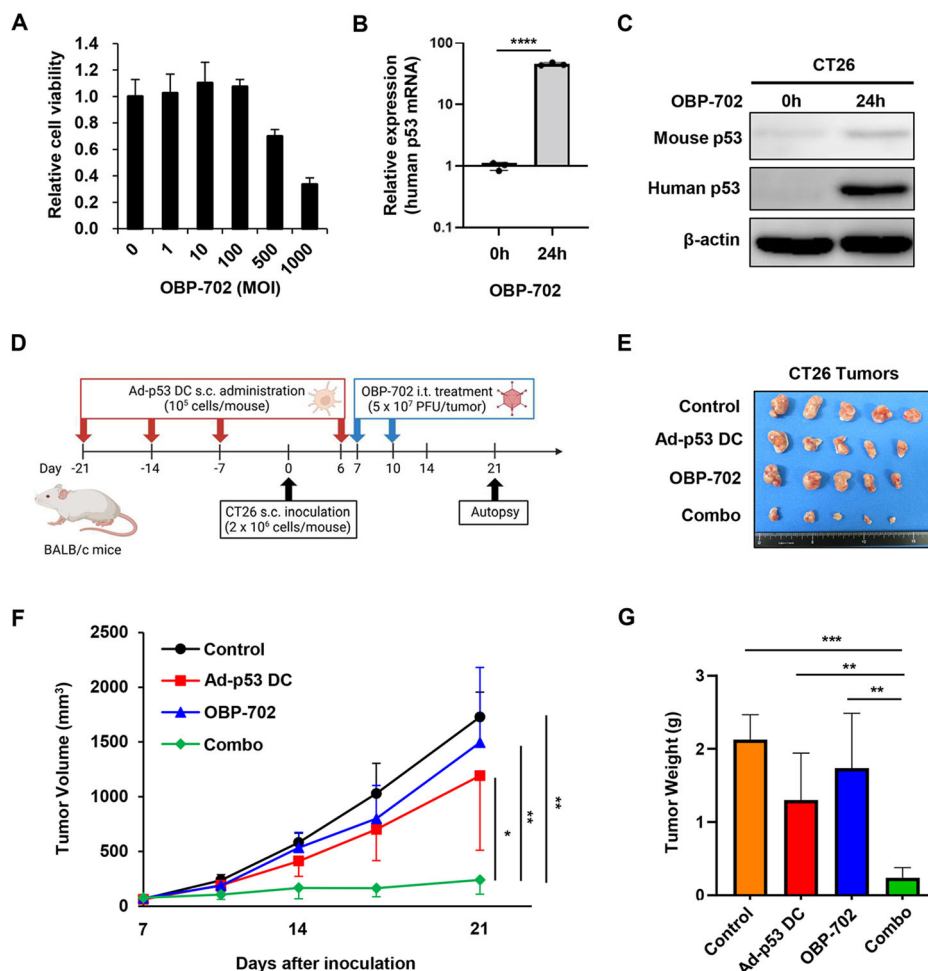 A
Relative cell viability
1.4
1.2
1.0
0.8
0.6
0.4
0.2
0.0
0
1
10
100
500
1000
OBP-702 (MOI)
B
Relative expression
(human p53 mRNA)
****
100
10
1
0.1
0h
24h
OBP-702
C
CT26
OBP-702
0h
24h
Mouse p53
Human p53
β-actin
D
Ad-p53 DC s.c. administration
(10⁵ cells/mouse)
OBP-702 i.t. treatment
(5 x 10⁷ PFU/tumor)
Day
-21
-14
-7
0
6
7
10
14
21
CT26 s.c. inoculation
(2 x 10⁶ cells/mouse)
Autopsy
BALB/c mice
E
CT26 Tumors
Control
Ad-p53 DC
OBP-702
Combo
F
Tumor Volume (mm³)
2500
2000
1500
1000
500
0
Control
Ad-p53 DC
OBP-702
Combo
*
**
**
7
14
21
Days after inoculation
G
Tumor Weight (g)
***
**
**
3
2
1
0
Control
Ad-p53 DC
OBP-702
Combo